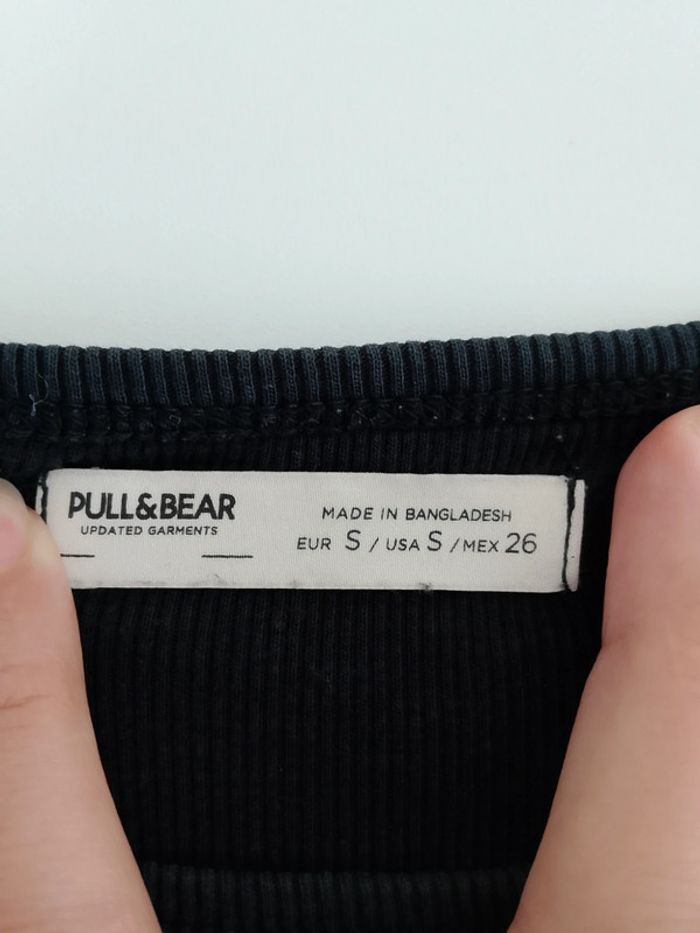 PULL&BEAR
UPDATED GARMENTS
MADE IN BANGLADESH
EUR S / USA S / MEX 26